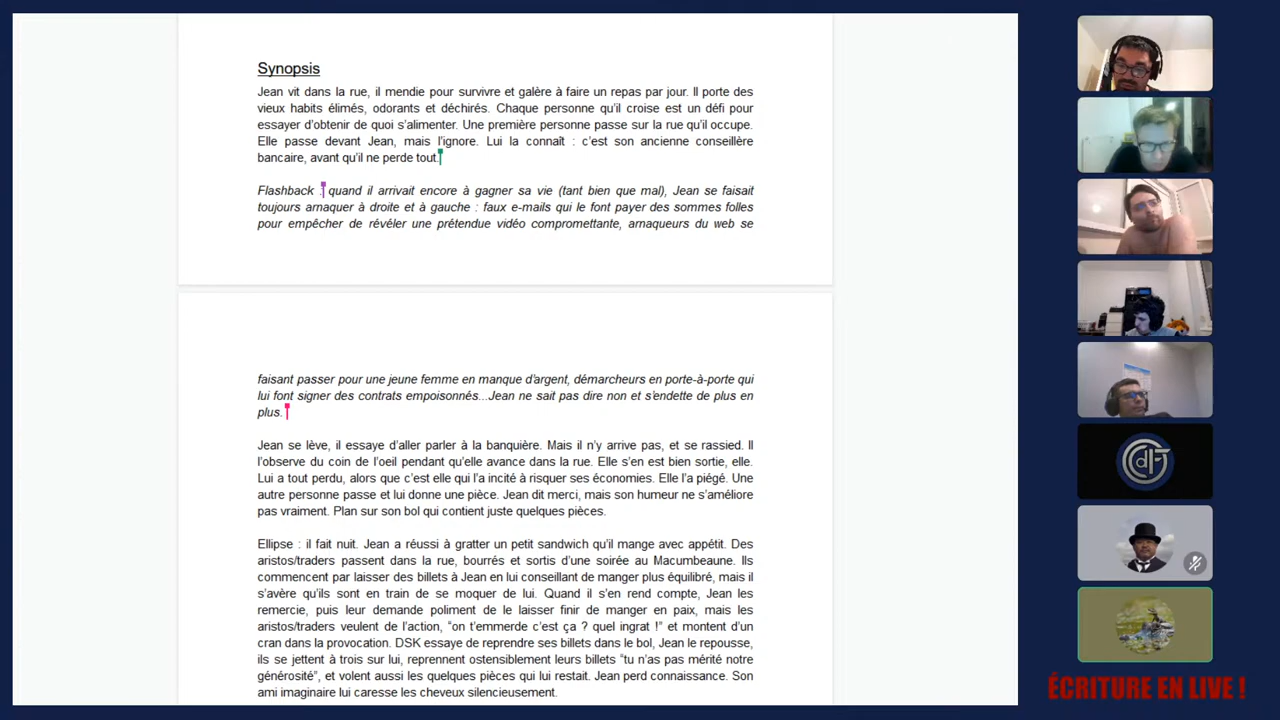 Synopsis
Jean vit dans la rue, il mendie pour survivre et galère à faire un repas par jour. Il porte des
vieux habits élimés, odorants et déchirés. Chaque personne qu'il croise est un défi pour
essayer d'obtenir de quoi s'alimenter. Une première personne passe sur la rue qu'il occupe.
Elle passe devant Jean, mais l'ignore. Lui la connaît : c'est son ancienne conseillère
bancaire, avant qu'il ne perde tout.
Flashback : quand il arrivait encore à gagner sa vie (tant bien que mal), Jean se faisait
toujours arnaquer à droite et à gauche : faux e-mails qui le font payer des sommes folles
pour empêcher de révéler une prétendue vidéo compromettante, arnaqueurs du web se
faisant passer pour une jeune femme en manque d'argent, démarcheurs en porte-à-porte qui
lui font signer des contrats empoisonnés...Jean ne sait pas dire non et s'endette de plus en
plus.
Jean se lève, il essaye d'aller parler à la banquière. Mais il n'y arrive pas, et se rassied. Il
l'observe du coin de l'oeil pendant qu'elle avance dans la rue. Elle s'en est bien sortie, elle.
Lui a tout perdu, alors que c'est elle qui l'a incité à risquer ses économies. Elle l'a piégé. Une
autre personne passe et lui donne une pièce. Jean dit merci, mais son humeur ne s'améliore
pas vraiment. Plan sur son bol qui contient juste quelques pièces.
Ellipse : il fait nuit. Jean a réussi à gratter un petit sandwich qu'il mange avec appétit. Des
aristos/traders passent dans la rue, bourrés et sortis d'une soirée au Macumbeaune. Ils
commencent par laisser des billets à Jean en lui conseillant de manger plus équilibré, mais il
s'avère qu'ils sont en train de se moquer de lui. Quand il s'en rend compte, Jean les
remercie, puis leur demande poliment de le laisser finir de manger en paix, mais les
aristos/traders veulent de l'action, "on t'emmerde c'est ça ? quel ingrat !" et montent d'un
cran dans la provocation. DSK essaye de reprendre ses billets dans le bol, Jean le repousse,
ils se jettent à trois sur lui, reprennent ostensiblement leurs billets "tu n'as pas mérité notre
générosité", et volent aussi les quelques pièces qui lui restait. Jean perd connaissance. Son
ami imaginaire lui caresse les cheveux silencieusement.
ÉCRITURE EN LIVE !